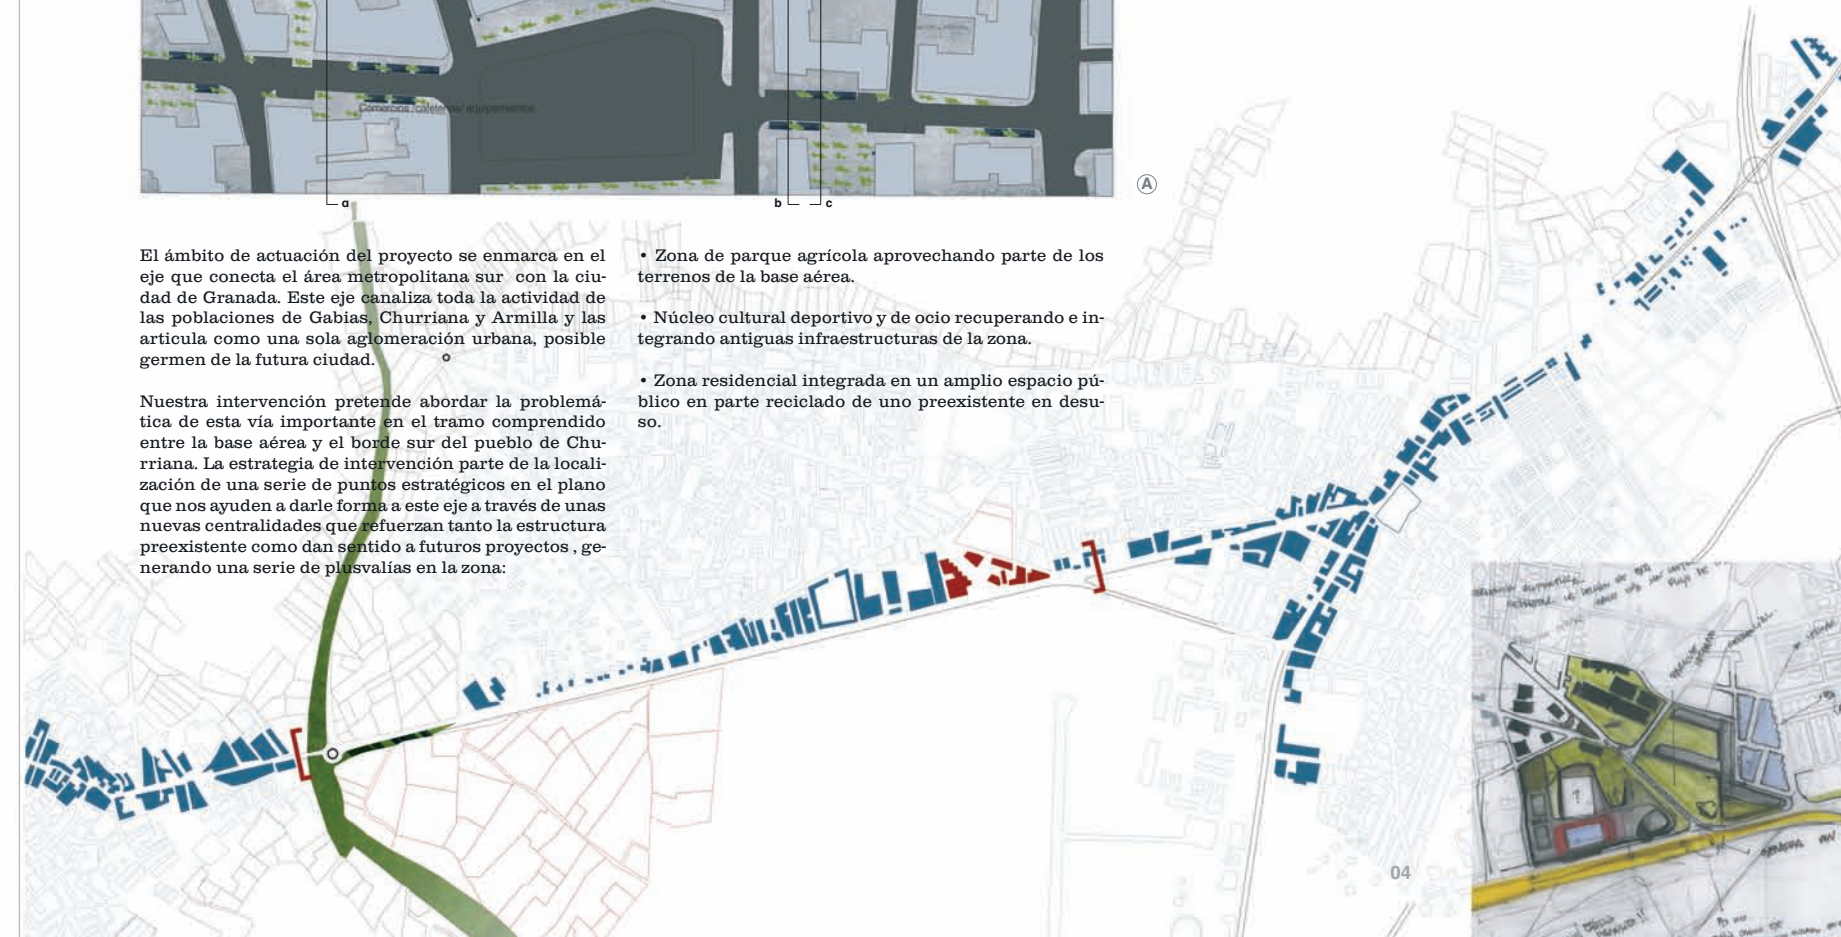 Comercios /cafeterias/ equipamientos
a
b
c
A
El ámbito de actuación del proyecto se enmarca en el
eje que conecta el área metropolitana sur con la ciu-
dad de Granada. Este eje canaliza toda la actividad de
las poblaciones de Gabias, Churriana y Armilla y las
articula como una sola aglomeración urbana, posible
germen de la futura ciudad.
Nuestra intervención pretende abordar la problemá-
tica de esta vía importante en el tramo comprendido
entre la base aérea y el borde sur del pueblo de Chu-
rriana. La estrategia de intervención parte de la locali-
zación de una serie de puntos estratégicos en el plano
que nos ayuden a darle forma a este eje a través de unas
nuevas centralidades que refuerzan tanto la estructura
preexistente como dan sentido a futuros proyectos , ge-
nerando una serie de plusvalías en la zona:
• Zona de parque agrícola aprovechando parte de los
terrenos de la base aérea.
• Núcleo cultural deportivo y de ocio recuperando e in-
tegrando antiguas infraestructuras de la zona.
• Zona residencial integrada en un amplio espacio pú-
blico en parte reciclado de uno preexistente en desu-
so.
04